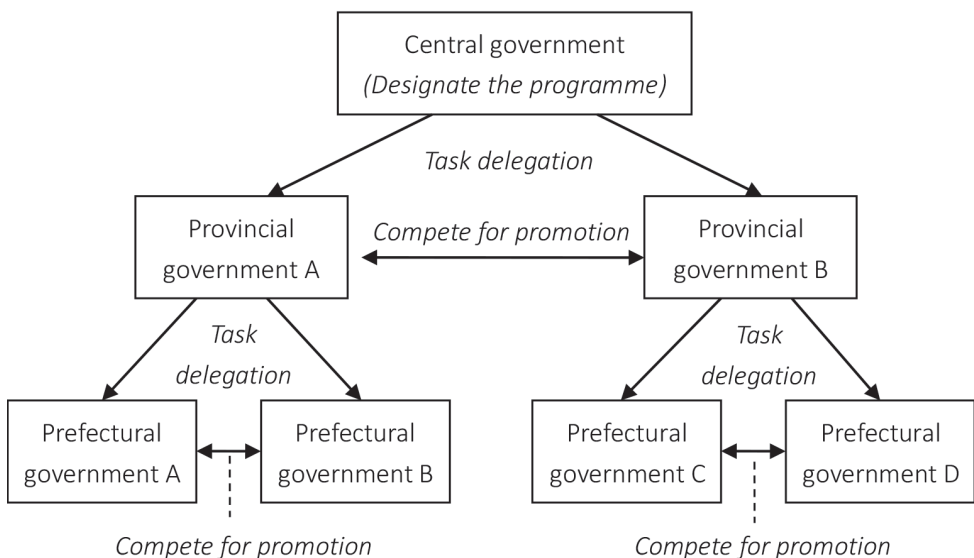 Central government
(Designate the programme)
Task delegation
Provincial
government A
Compete for promotion
Provincial
government B
Task
delegation
Task
delegation
Prefectural
government A
Prefectural
government B
Prefectural
government C
Prefectural
government D
Compete for promotion
Compete for promotion